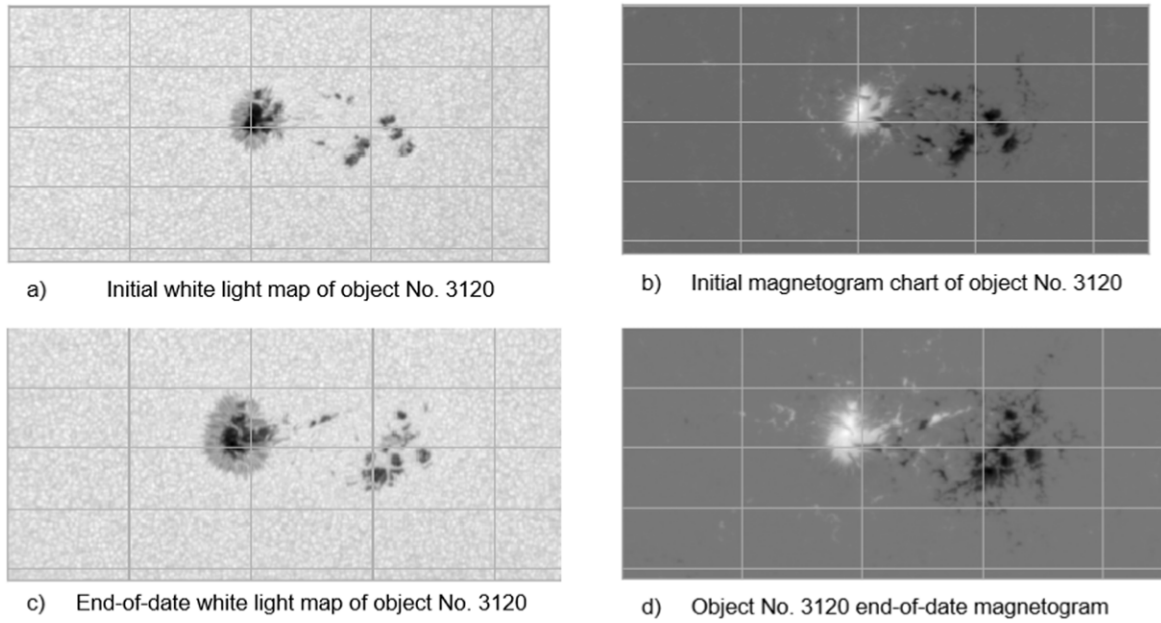 a) Initial white light map of object No. 3120
b) Initial magnetogram chart of object No. 3120
c) End-of-date white light map of object No. 3120
d) Object No. 3120 end-of-date magnetogram